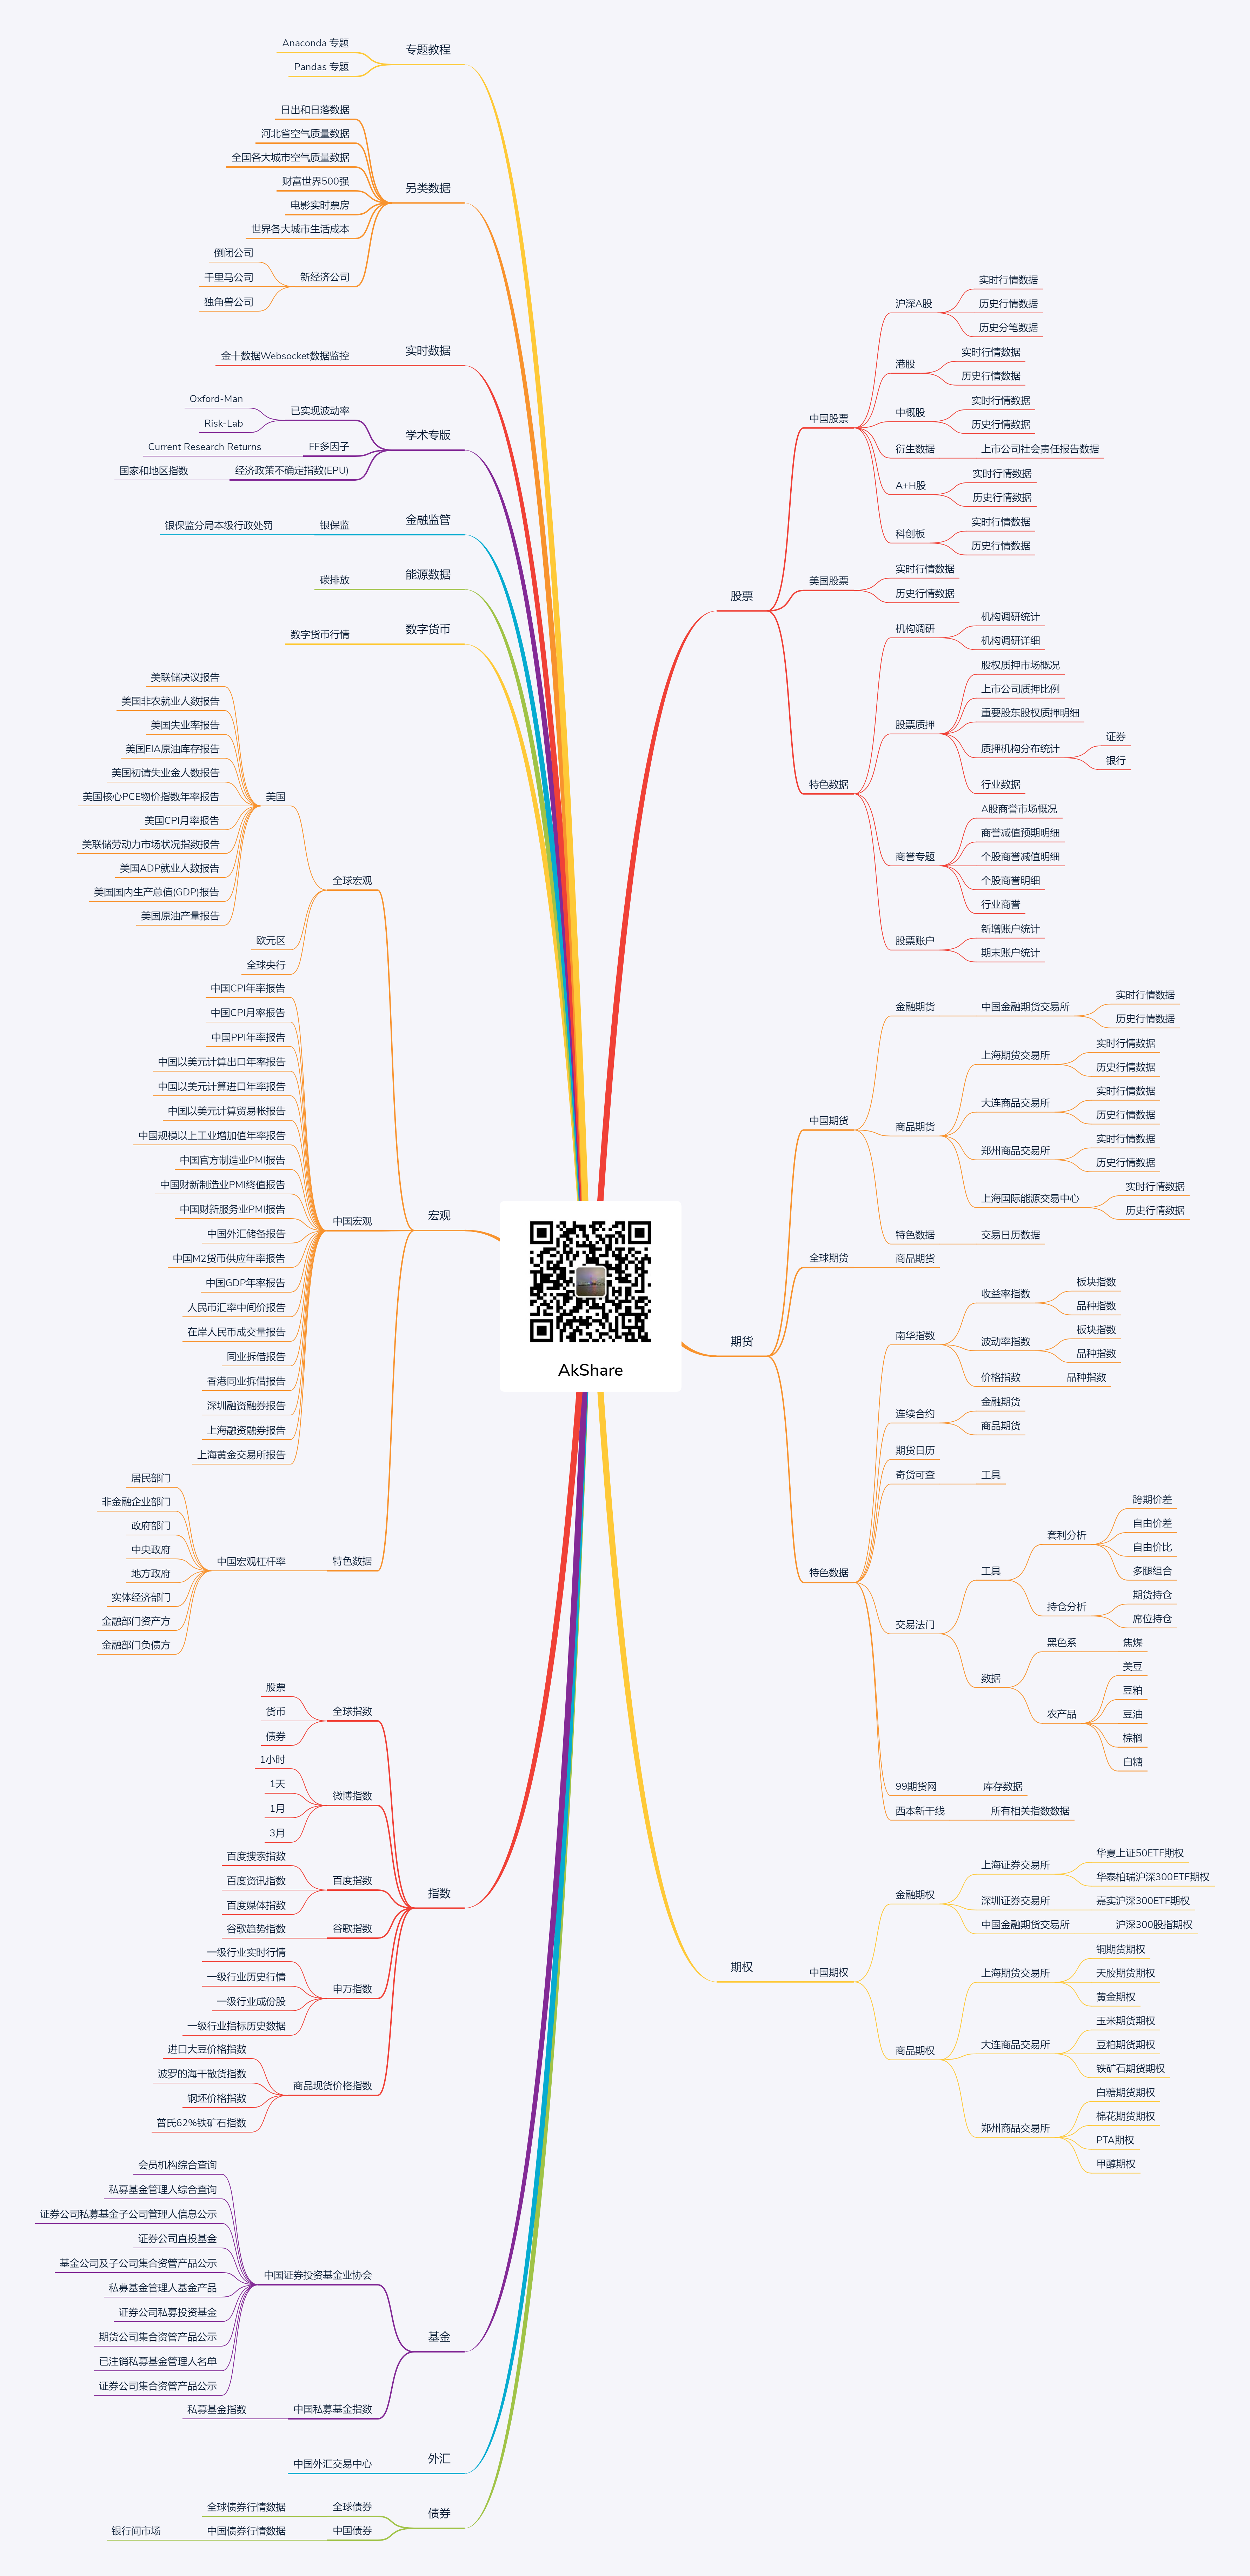 AkShare
股票
中国股票
沪深A股
实时行情数据
历史行情数据
历史分笔数据
港股
实时行情数据
历史行情数据
中概股
实时行情数据
历史行情数据
衍生数据
上市公司社会责任报告数据
A+H股
实时行情数据
历史行情数据
科创板
实时行情数据
历史行情数据
美国股票
实时行情数据
历史行情数据
特色数据
机构调研
机构调研统计
机构调研详细
股票质押
股权质押市场概况
上市公司质押比例
重要股东股权质押明细
质押机构分布统计
证券
银行
行业数据
商誉专题
A股商誉市场概况
商誉减值预期明细
个股商誉减值明细
个股商誉明细
行业商誉
股票账户
新增账户统计
期末账户统计
期货
中国期货
金融期货
中国金融期货交易所
实时行情数据
历史行情数据
商品期货
上海期货交易所
实时行情数据
历史行情数据
大连商品交易所
实时行情数据
历史行情数据
郑州商品交易所
实时行情数据
历史行情数据
上海国际能源交易中心
实时行情数据
历史行情数据
特色数据
交易日历数据
全球期货
商品期货
特色数据
南华指数
收益率指数
板块指数
品种指数
波动率指数
板块指数
品种指数
价格指数
品种指数
连续合约
金融期货
商品期货
期货日历
奇货可查
工具
交易法门
工具
套利分析
跨期价差
自由价差
自由价比
多腿组合
持仓分析
期货持仓
席位持仓
数据
黑色系
焦煤
农产品
美豆
豆粕
豆油
棕榈
白糖
99期货网
库存数据
西本新干线
所有相关指数数据
期权
中国期权
金融期权
上海证券交易所
华夏上证50ETF期权
华泰柏瑞沪深300ETF期权
深圳证券交易所
嘉实沪深300ETF期权
中国金融期货交易所
沪深300股指期权
商品期权
上海期货交易所
铜期货期权
天胶期货期权
黄金期权
大连商品交易所
玉米期货期权
豆粕期货期权
铁矿石期货期权
郑州商品交易所
白糖期货期权
棉花期货期权
PTA期权
甲醇期权
专题教程
Anaconda 专题
Pandas 专题
另类数据
日出和日落数据
河北省空气质量数据
全国各大城市空气质量数据
财富世界500强
电影实时票房
世界各大城市生活成本
新经济公司
倒闭公司
千里马公司
独角兽公司
实时数据
金十数据Websocket数据监控
学术专版
已实现波动率
Oxford-Man
Risk-Lab
FF多因子
Current Research Returns
经济政策不确定指数(EPU)
国家和地区指数
金融监管
银保监
银保监分局本级行政处罚
能源数据
碳排放
数字货币
数字货币行情
宏观
全球宏观
美国
美联储决议报告
美国非农就业人数报告
美国失业率报告
美国EIA原油库存报告
美国初请失业金人数报告
美国核心PCE物价指数年率报告
美国CPI月率报告
美联储劳动力市场状况指数报告
美国ADP就业人数报告
美国国内生产总值(GDP)报告
美国原油产量报告
欧元区
全球央行
中国宏观
中国CPI年率报告
中国CPI月率报告
中国PPI年率报告
中国以美元计算出口年率报告
中国以美元计算进口年率报告
中国以美元计算贸易帐报告
中国规模以上工业增加值年率报告
中国官方制造业PMI报告
中国财新制造业PMI终值报告
中国财新服务业PMI报告
中国外汇储备报告
中国M2货币供应年率报告
中国GDP年率报告
人民币汇率中间价报告
在岸人民币成交量报告
同业拆借报告
香港同业拆借报告
深圳融资融券报告
上海融资融券报告
上海黄金交易所报告
特色数据
中国宏观杠杆率
居民部门
非金融企业部门
政府部门
中央政府
地方政府
实体经济部门
金融部门资产方
金融部门负债方
指数
全球指数
股票
货币
债券
微博指数
1小时
1天
1月
3月
百度指数
百度搜索指数
百度资讯指数
百度媒体指数
谷歌指数
谷歌趋势指数
申万指数
一级行业实时行情
一级行业历史行情
一级行业成份股
一级行业指标历史数据
商品现货价格指数
进口大豆价格指数
波罗的海干散货指数
钢坯价格指数
普氏62%铁矿石指数
基金
中国证券投资基金业协会
会员机构综合查询
私募基金管理人综合查询
证券公司私募基金子公司管理人信息公示
证券公司直投基金
基金公司及子公司集合资管产品公示
私募基金管理人基金产品
证券公司私募投资基金
期货公司集合资管产品公示
已注销私募基金管理人名单
证券公司集合资管产品公示
中国私募基金指数
私募基金指数
外汇
中国外汇交易中心
债券
全球债券
全球债券行情数据
中国债券
中国债券行情数据
银行间市场